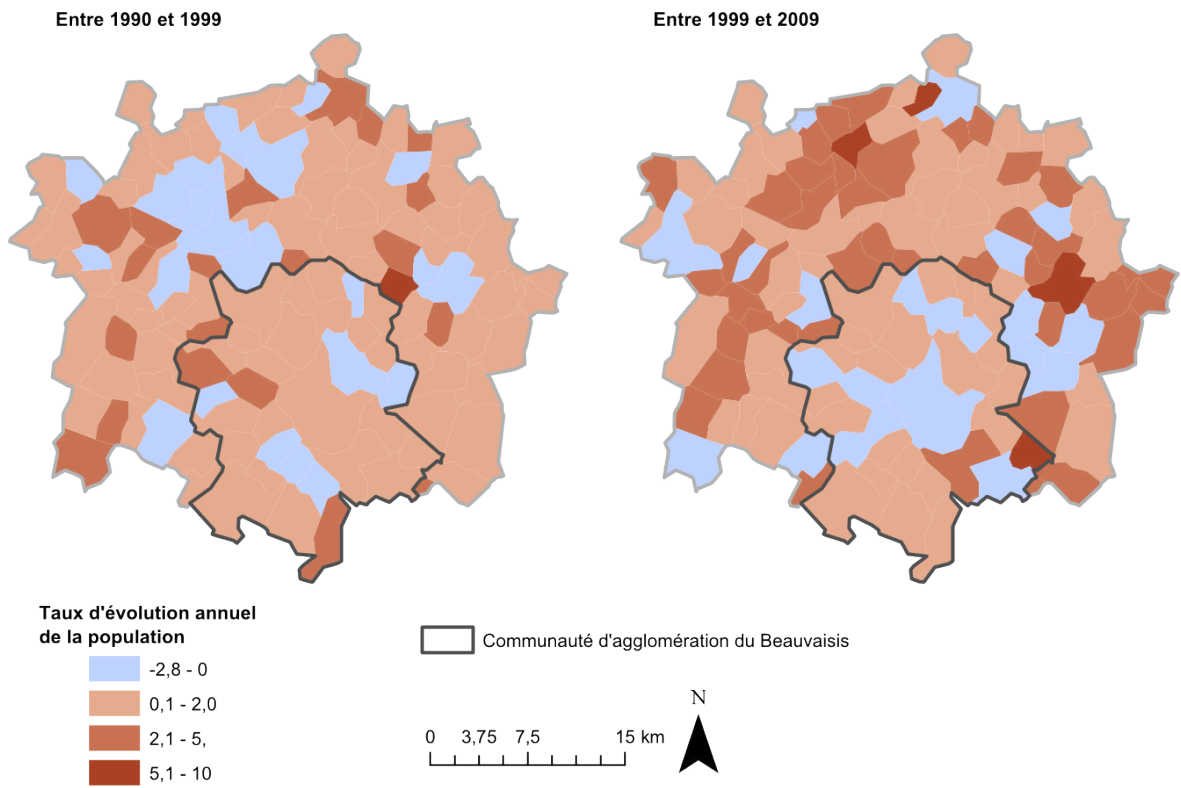 Entre 1990 et 1999
Entre 1999 et 2009
Taux d'évolution annuel
de la population
-2,8 - 0
0,1 - 2,0
2,1 - 5,
5,1 - 10
Communauté d'agglomération du Beauvaisis
N
0 3,75 7,5 15 km